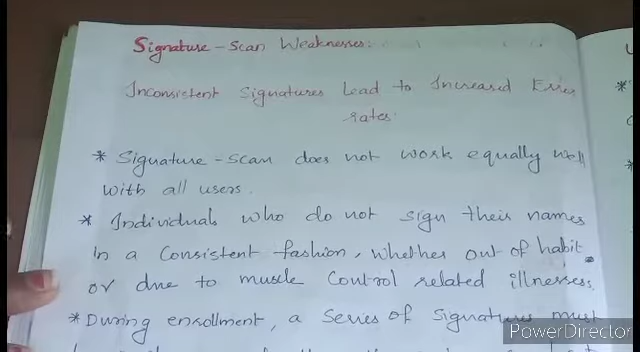 Signature - Scan Weaknesses:
Inconsistent Signatures Lead to Increased Error
rates.
* Signature - scan does not work equally well
with all users.
* Individuals who do not sign their names
in a consistent fashion, whether out of habit
or due to muscle control related illnesses.
* During enrollment, a series of signatures must
PowerDirector